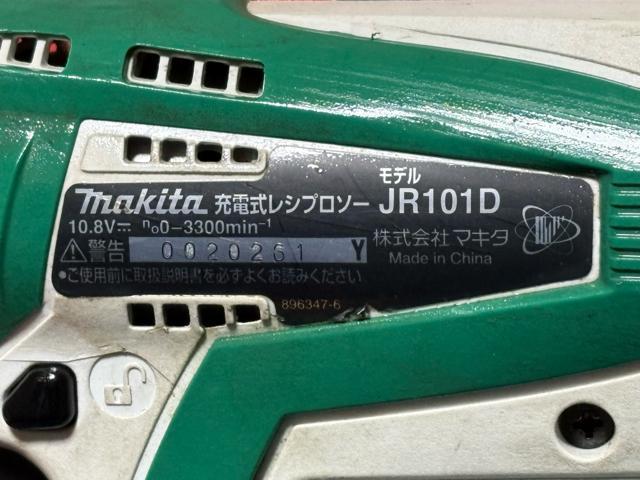 makita 充電式レシプロソー モデル JR101D
10.8V⎓ n₀0-3300min⁻¹
⚠警告 0020261 Y 株式会社 マキタ
●ご使用前に取扱説明書を必ずよくお読みください Made in China
896347-6